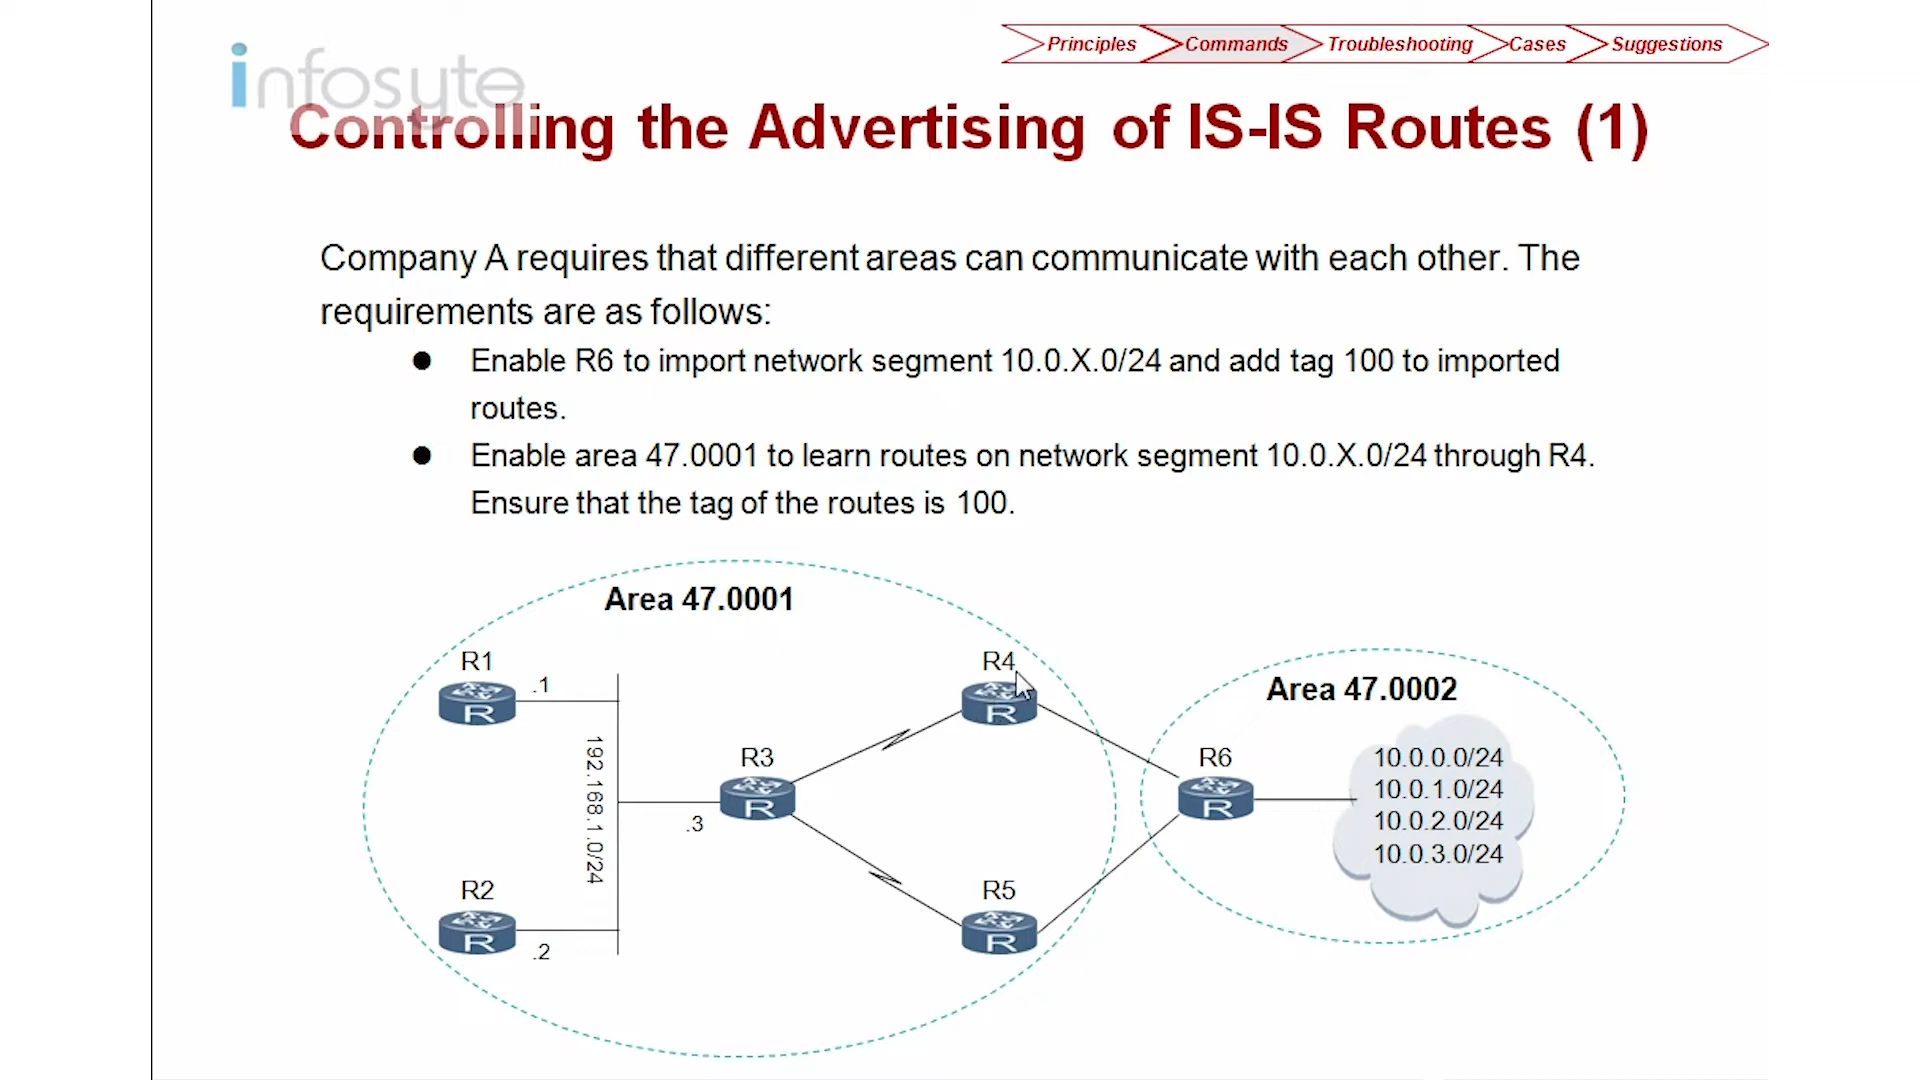 Principles Commands Troubleshooting Cases Suggestions
infosyte
Controlling the Advertising of IS-IS Routes (1)
Company A requires that different areas can communicate with each other. The
requirements are as follows:
● Enable R6 to import network segment 10.0.X.0/24 and add tag 100 to imported
routes.
● Enable area 47.0001 to learn routes on network segment 10.0.X.0/24 through R4.
Ensure that the tag of the routes is 100.
Area 47.0001
R1
.1
R
R4
R
Area 47.0002
192.168.1.0/24
R3
R
.3
R6
R
10.0.0.0/24
10.0.1.0/24
10.0.2.0/24
10.0.3.0/24
R2
R
.2
R5
R